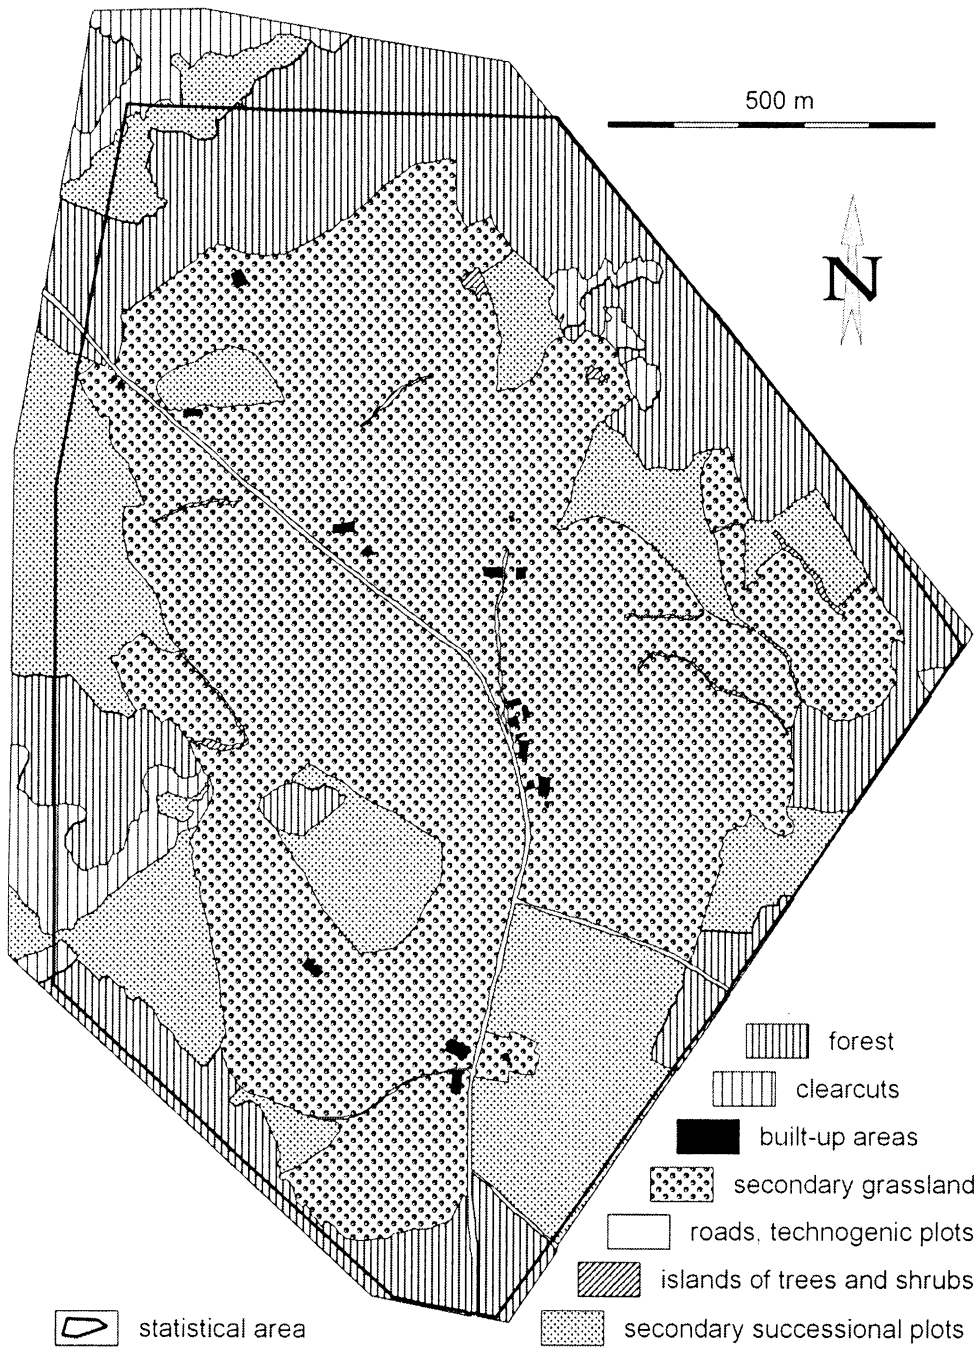 500 m
N
forest
clearcuts
built-up areas
secondary grassland
roads, technogenic plots
islands of trees and shrubs
statistical area
secondary successional plots